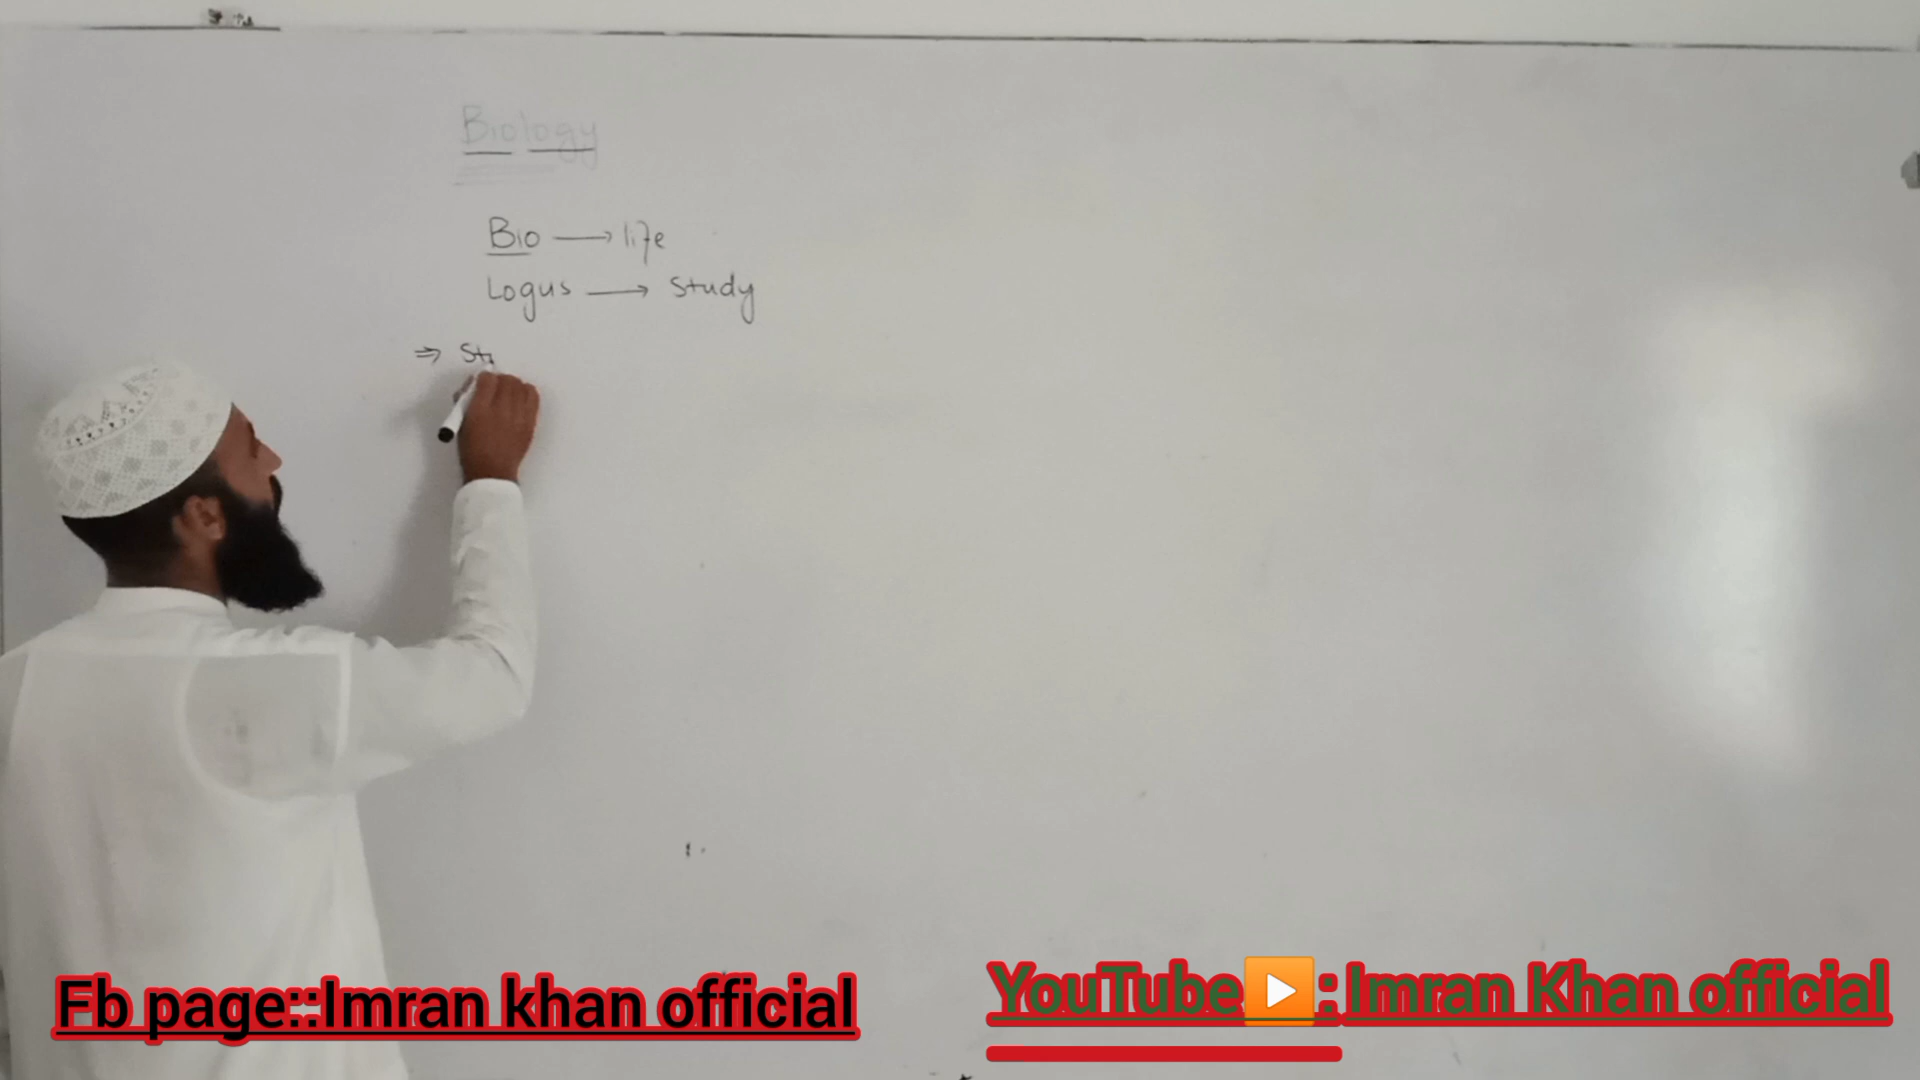 Biology
Bio → life
Logus → study
⇒ St
Fb page::Imran khan official
YouTube▶️: Imran Khan official